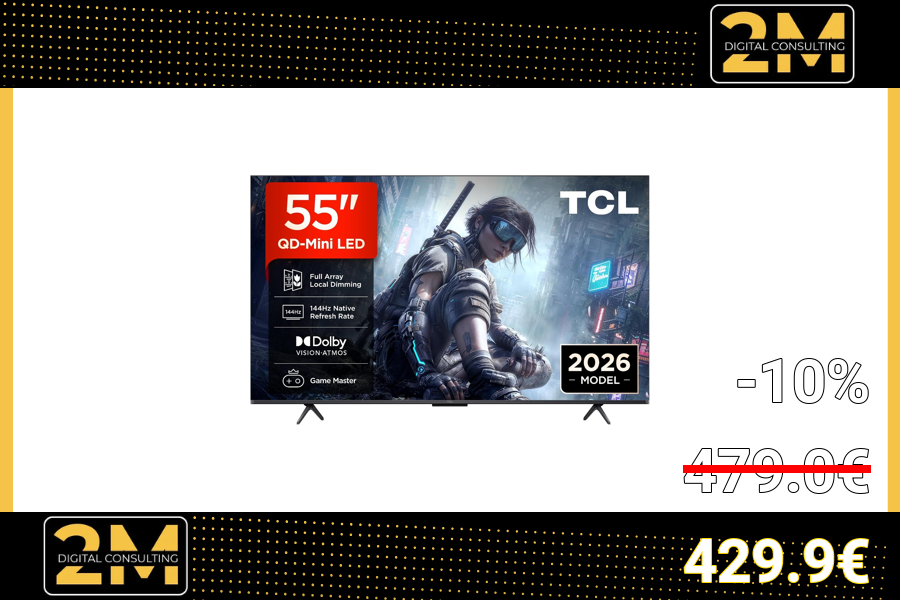 2M
DIGITAL CONSULTING
55"
QD-Mini LED
Full Array
Local Dimming
144Hz
144Hz Native
Refresh Rate
Dolby
VISION·ATMOS
Game Master
TCL
2026
MODEL
-10%
479.0€
2M
DIGITAL CONSULTING
429.9€